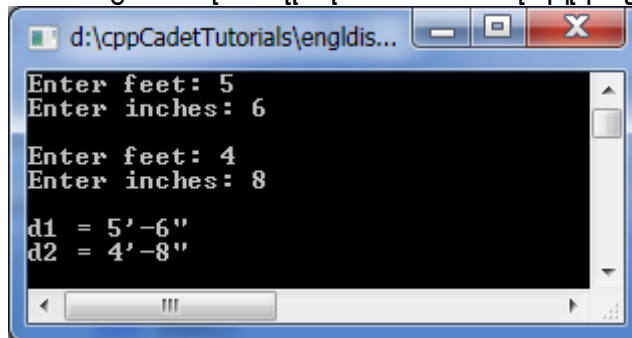 d:\cppCadetTutorials\engldis...
Enter feet: 5
Enter inches: 6
Enter feet: 4
Enter inches: 8
d1 = 5'-6"
d2 = 4'-8"